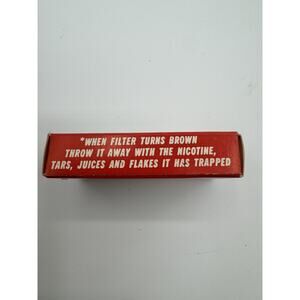 *WHEN FILTER TURNS BROWN
THROW IT AWAY WITH THE NICOTINE,
TARS, JUICES AND FLAKES IT HAS TRAPPED